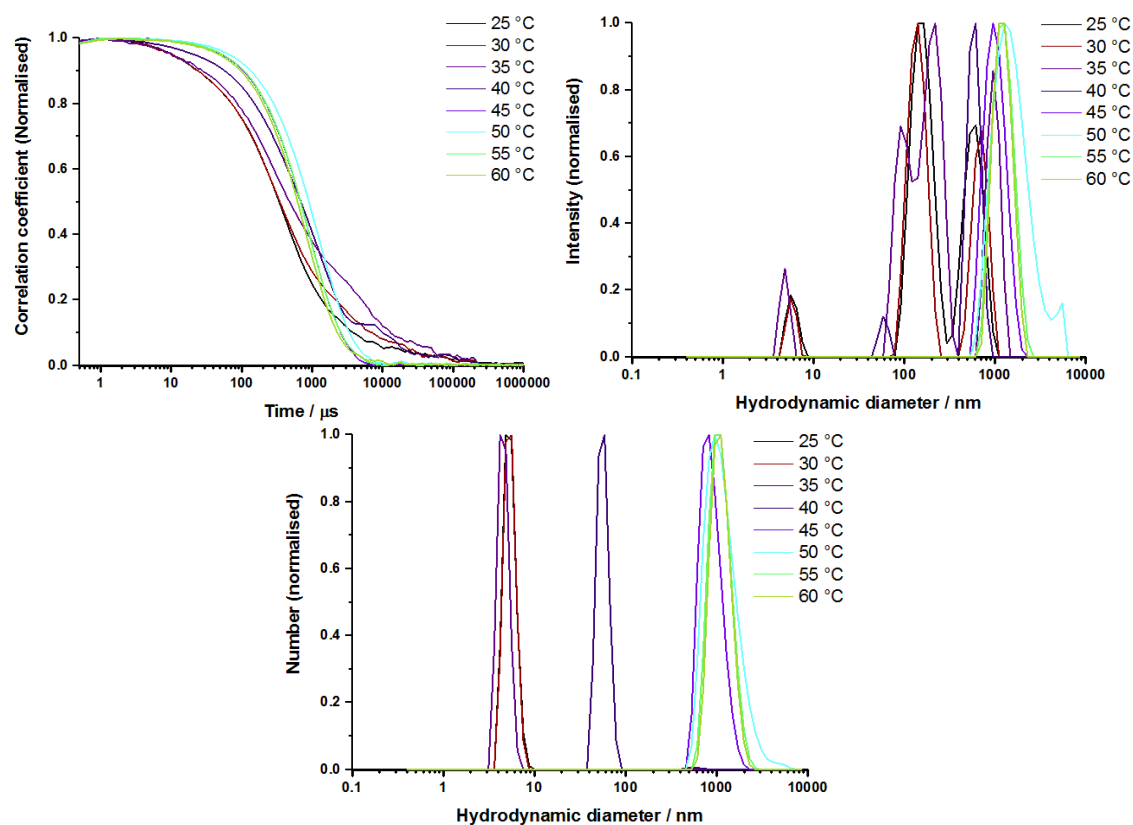 Correlation coefficient (Normalised)
1.0
0.8
0.6
0.4
0.2
0.0
1
10
100
1000
10000
100000
1000000
Time / μs
25 °C
30 °C
35 °C
40 °C
45 °C
50 °C
55 °C
60 °C
Intensity (normalised)
1.0
0.8
0.6
0.4
0.2
0.0
0.1
1
10
100
1000
10000
Hydrodynamic diameter / nm
25 °C
30 °C
35 °C
40 °C
45 °C
50 °C
55 °C
60 °C
Number (normalised)
1.0
0.8
0.6
0.4
0.2
0.0
0.1
1
10
100
1000
10000
Hydrodynamic diameter / nm
25 °C
30 °C
35 °C
40 °C
45 °C
50 °C
55 °C
60 °C